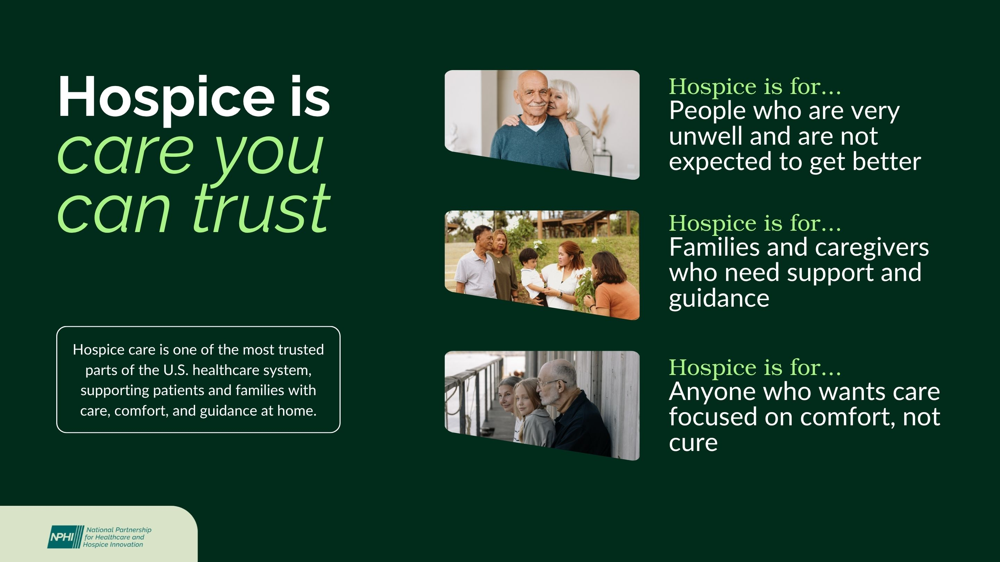 Hospice is
care you
can trust
Hospice care is one of the most trusted
parts of the U.S. healthcare system,
supporting patients and families with
care, comfort, and guidance at home.
Hospice is for...
People who are very
unwell and are not
expected to get better
Hospice is for...
Families and caregivers
who need support and
guidance
Hospice is for...
Anyone who wants care
focused on comfort, not
cure
NPHI
National Partnership
for Healthcare and
Hospice Innovation